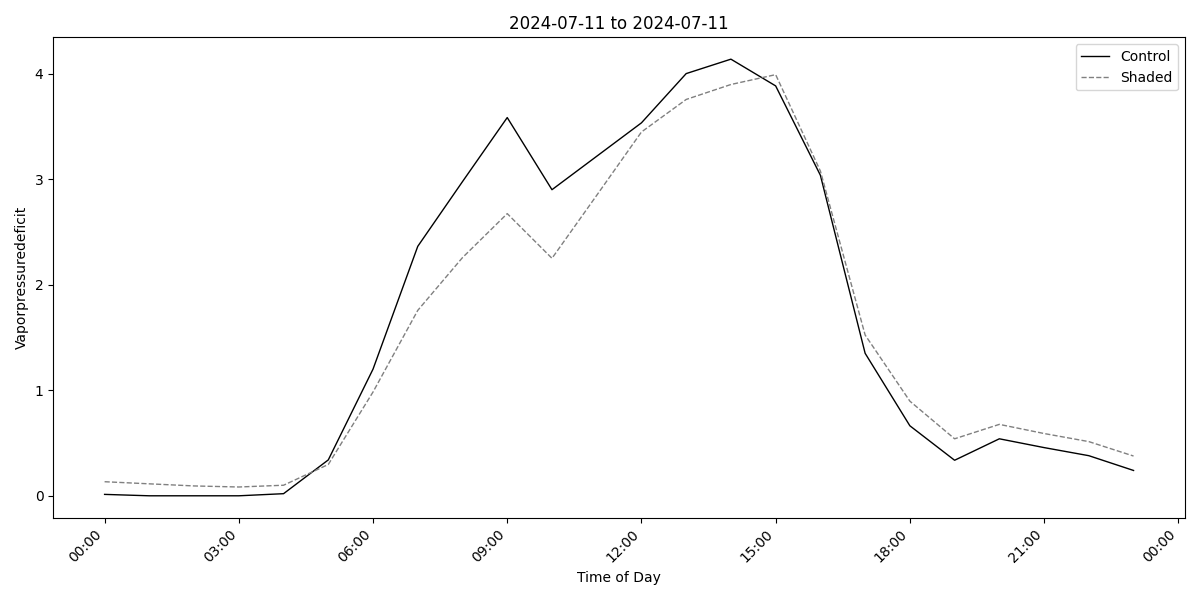 2024-07-11 to 2024-07-11
Control
Shaded
Vaporpressuredeficit
4
3
2
1
0
00:00
03:00
06:00
09:00
12:00
15:00
18:00
21:00
00:00
Time of Day